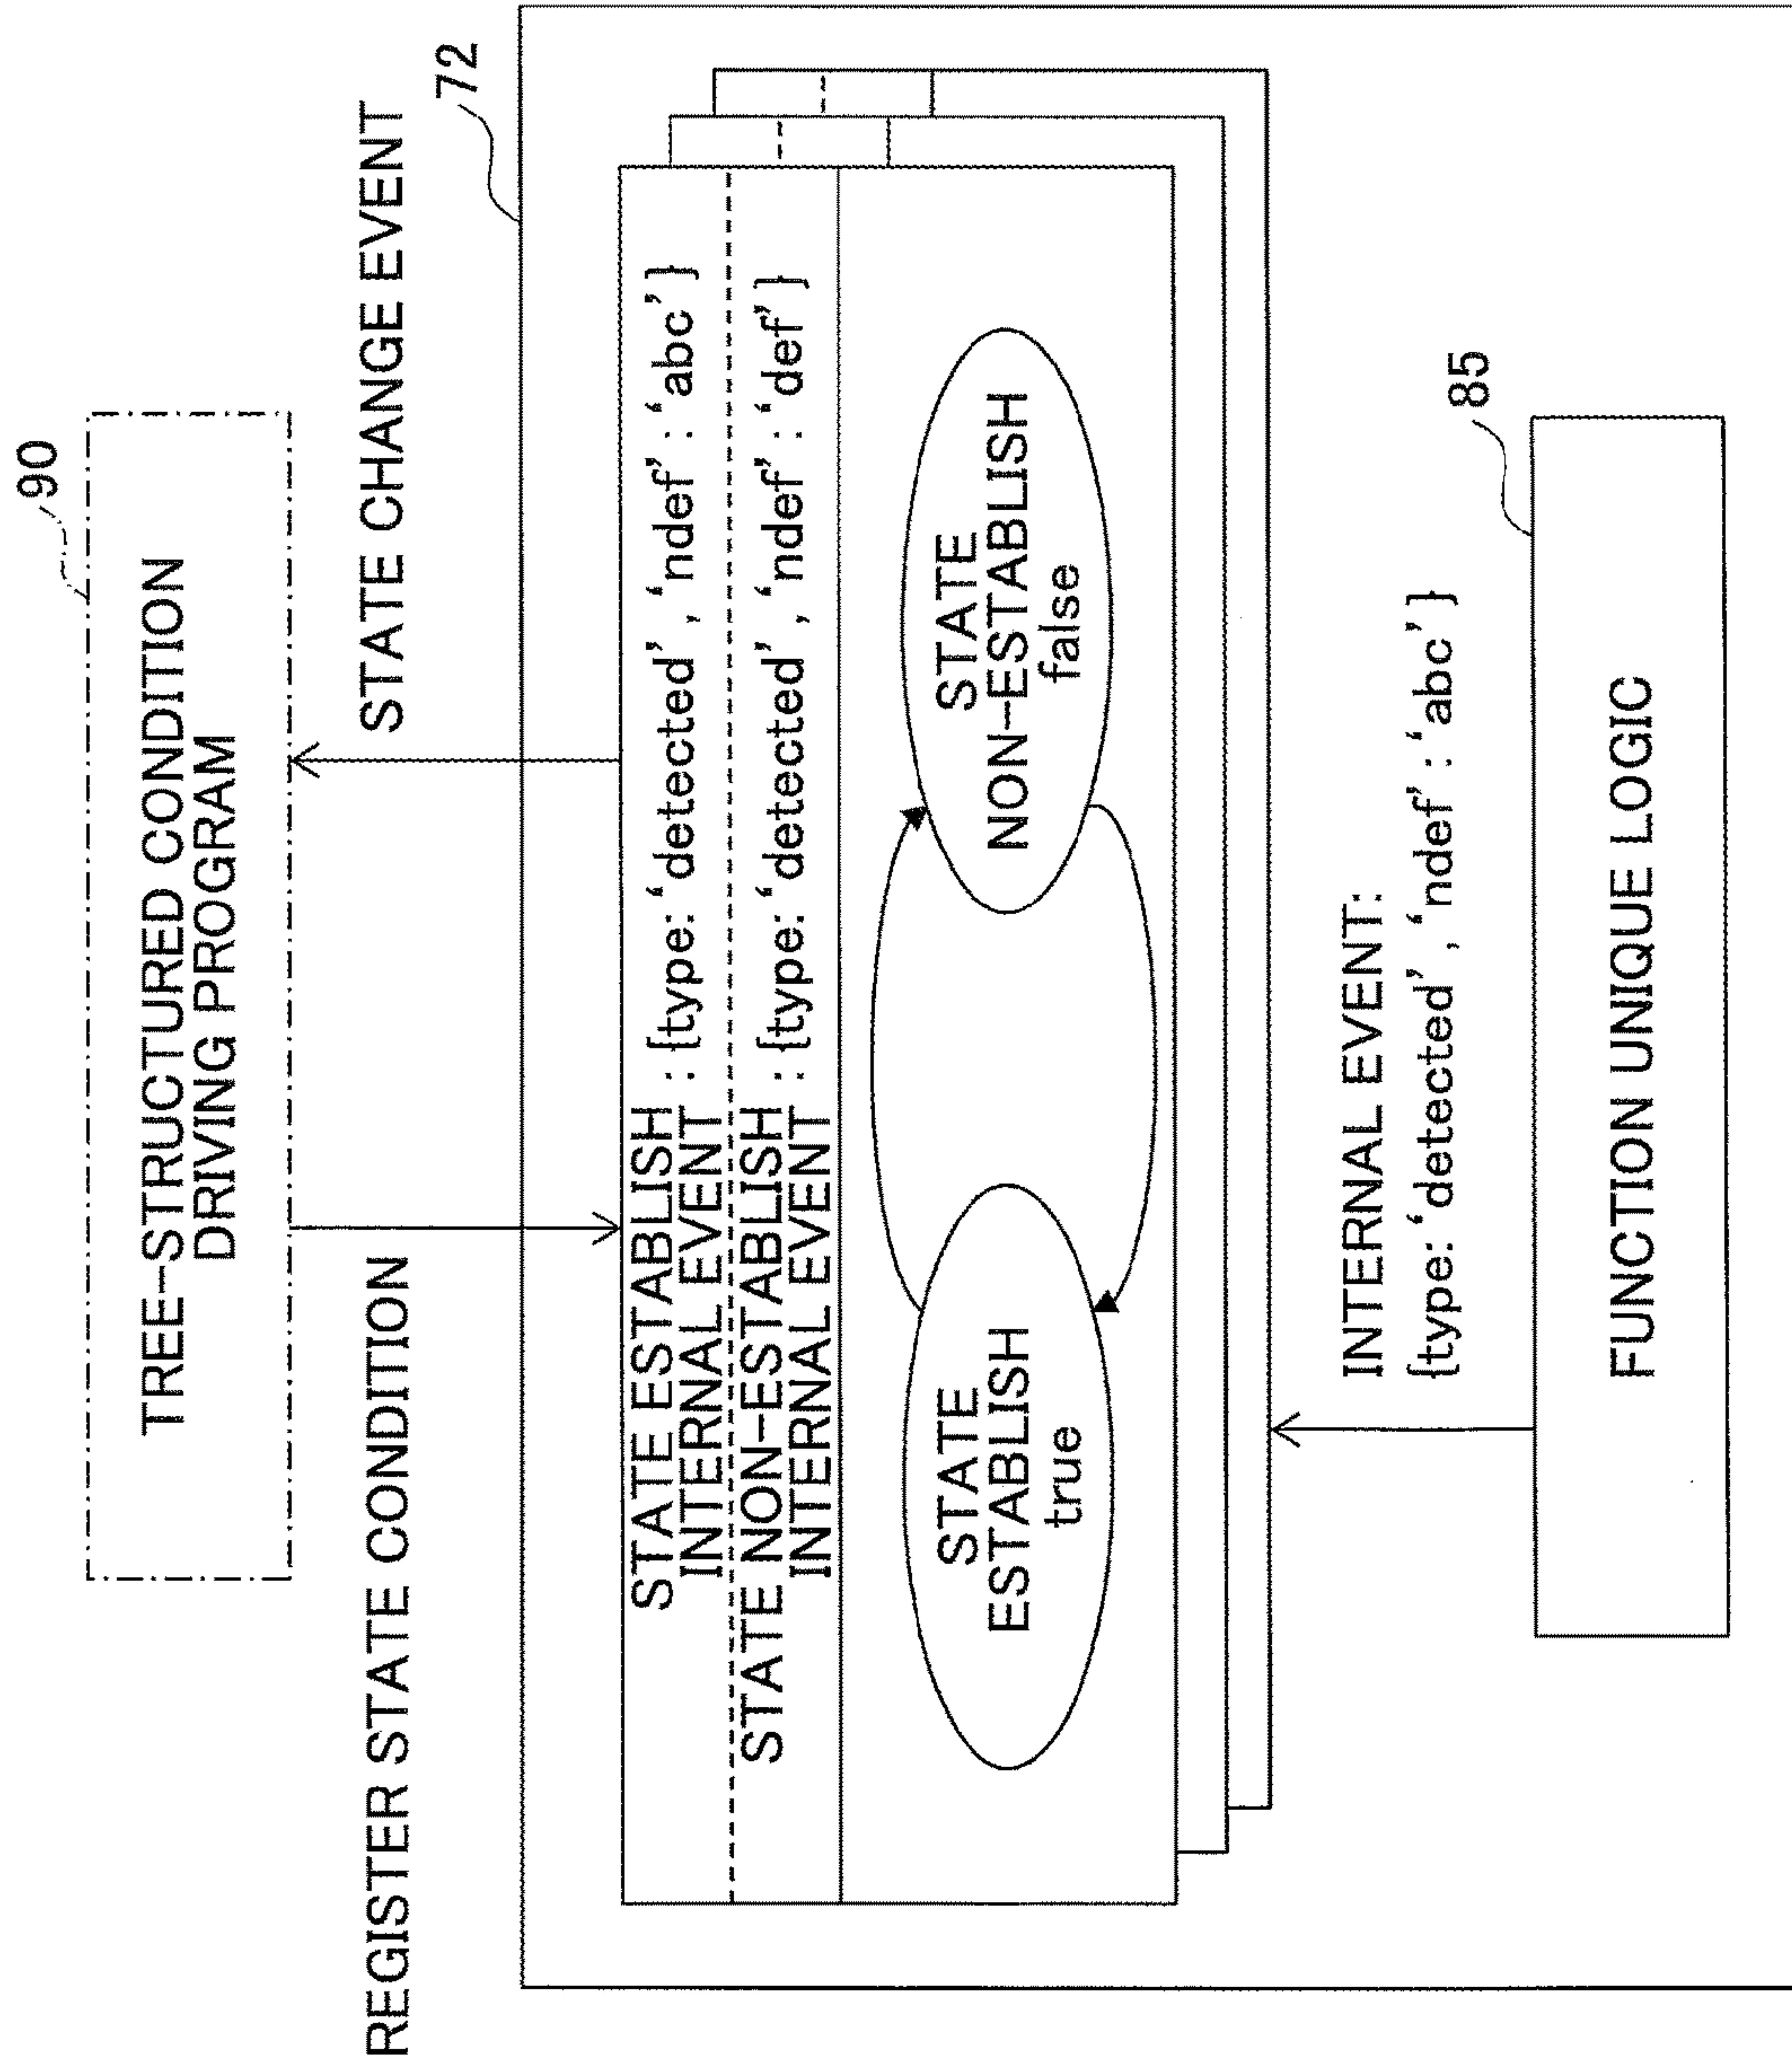 90
TREE-STRUCTURED CONDITION
DRIVING PROGRAM
REGISTER STATE CONDITION
STATE CHANGE EVENT
72
STATE ESTABLISH
INTERNAL EVENT : {type:‘detected’, ‘ndef’:‘abc’}
STATE NON-ESTABLISH
INTERNAL EVENT : {type:‘detected’, ‘ndef’:‘def’}
STATE
ESTABLISH
true
STATE
NON-ESTABLISH
false
INTERNAL EVENT:
{type:‘detected’, ‘ndef’:‘abc’}
85
FUNCTION UNIQUE LOGIC